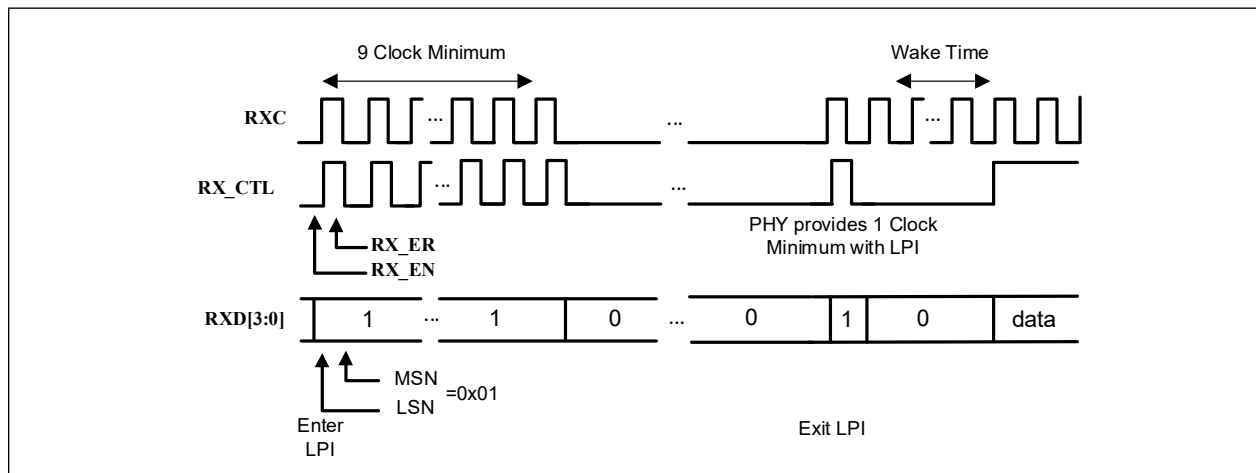 9 Clock Minimum
Wake Time
RXC
...
...
...
RX_CTL
...
...
RX_ER
RX_EN
PHY provides 1 Clock
Minimum with LPI
RXD[3:0]
1 ... 1 0 ... 0 1 0 data
MSN
=0x01
LSN
Enter
LPI
Exit LPI